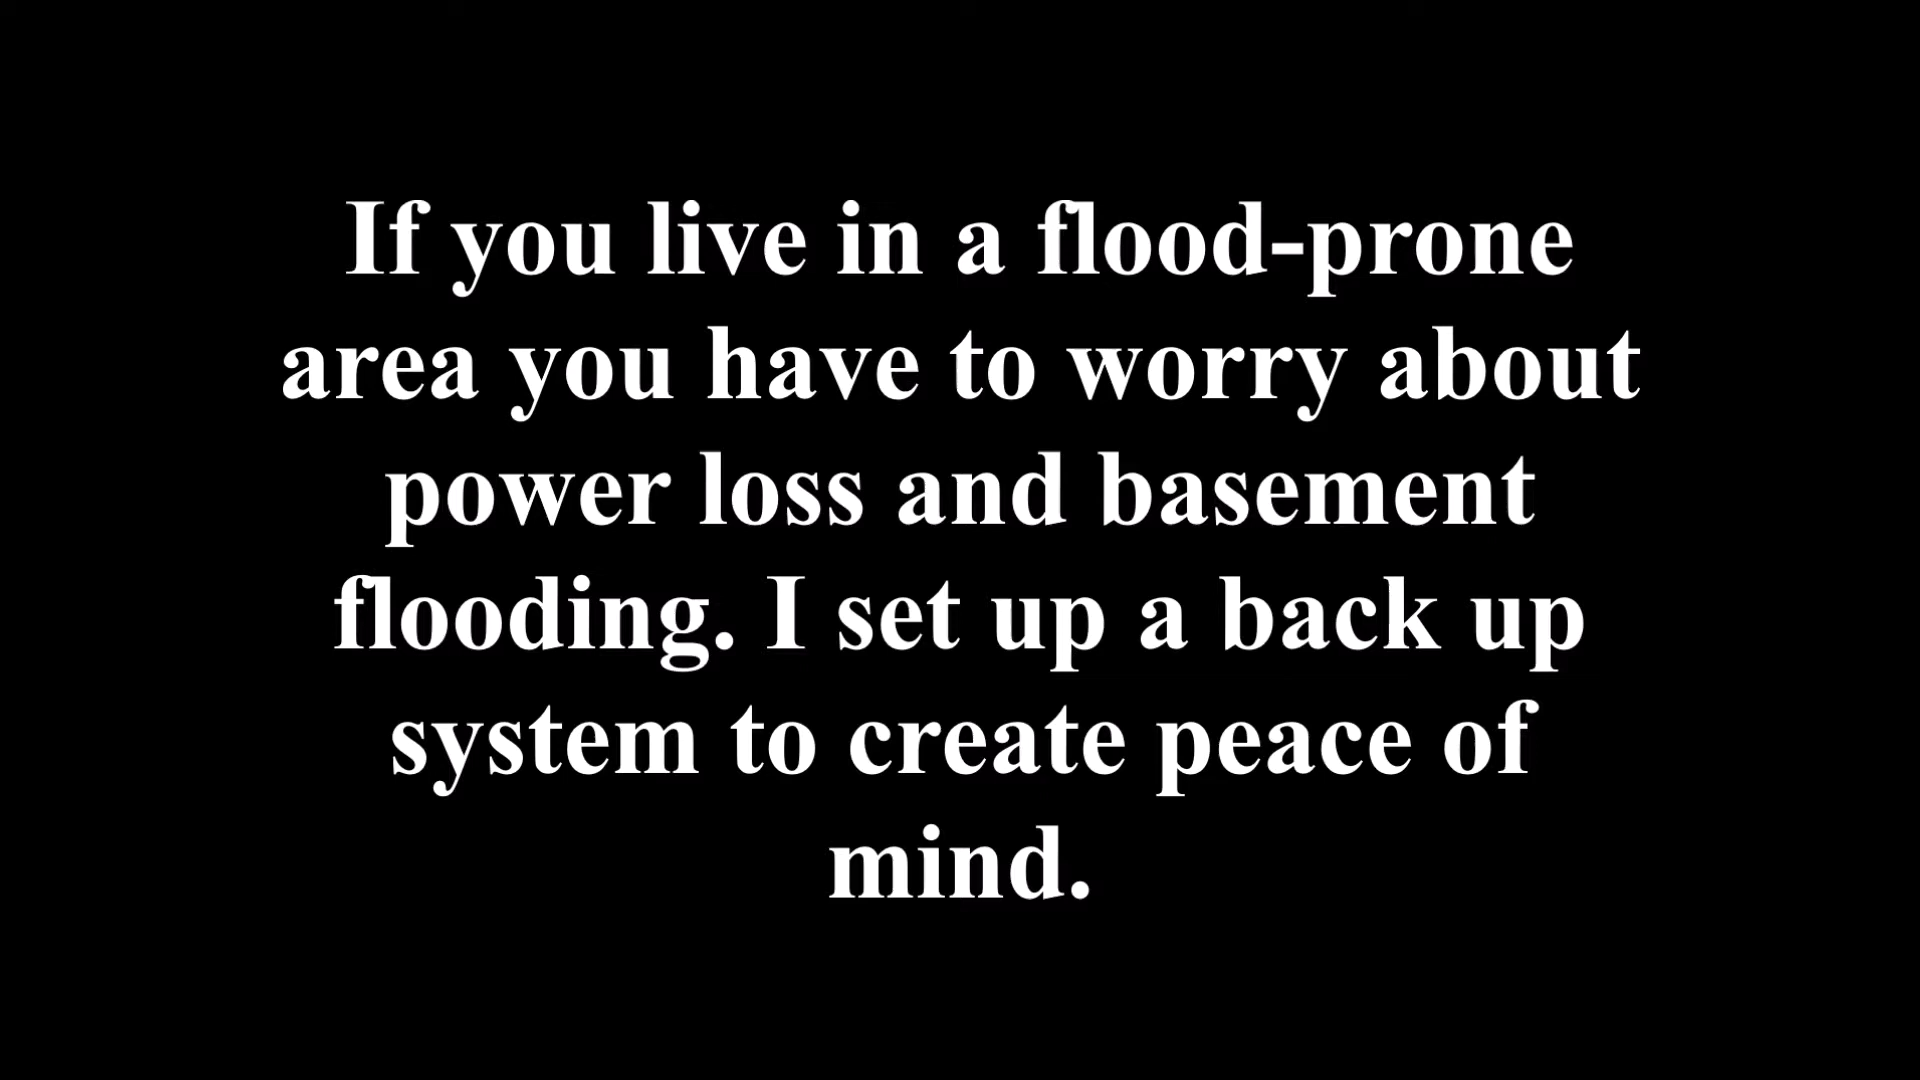 If you live in a flood-prone
area you have to worry about
power loss and basement
flooding. I set up a back up
system to create peace of
mind.